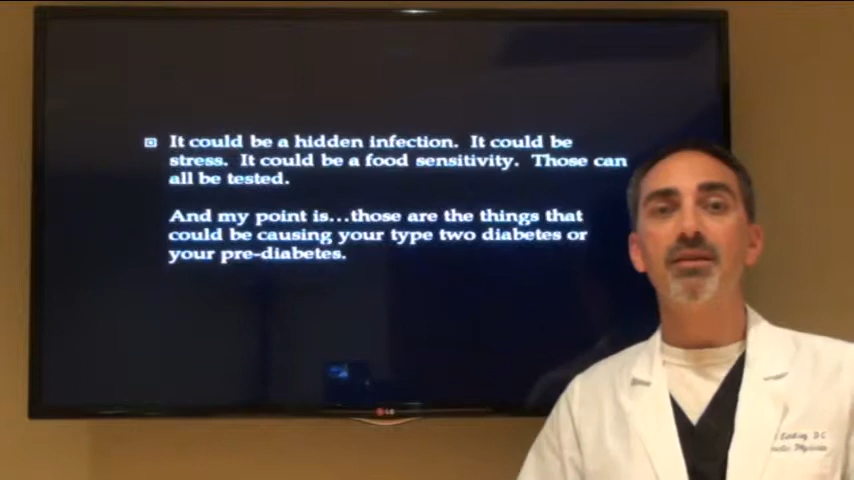 It could be a hidden infection. It could be
stress. It could be a food sensitivity. Those can
all be tested.
And my point is...those are the things that
could be causing your type two diabetes or
your pre-diabetes.
LG
D.C